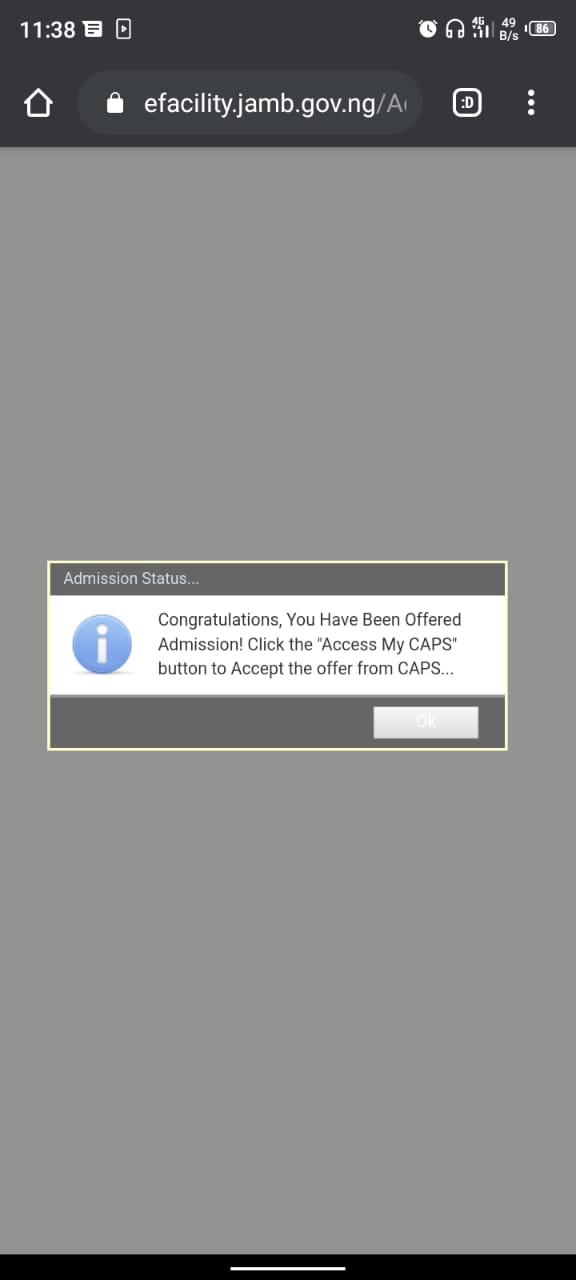 11:38
4G
49
B/s
86
efacility.jamb.gov.ng/A
:D
Admission Status...
Congratulations, You Have Been Offered
Admission! Click the "Access My CAPS"
button to Accept the offer from CAPS...
Ok